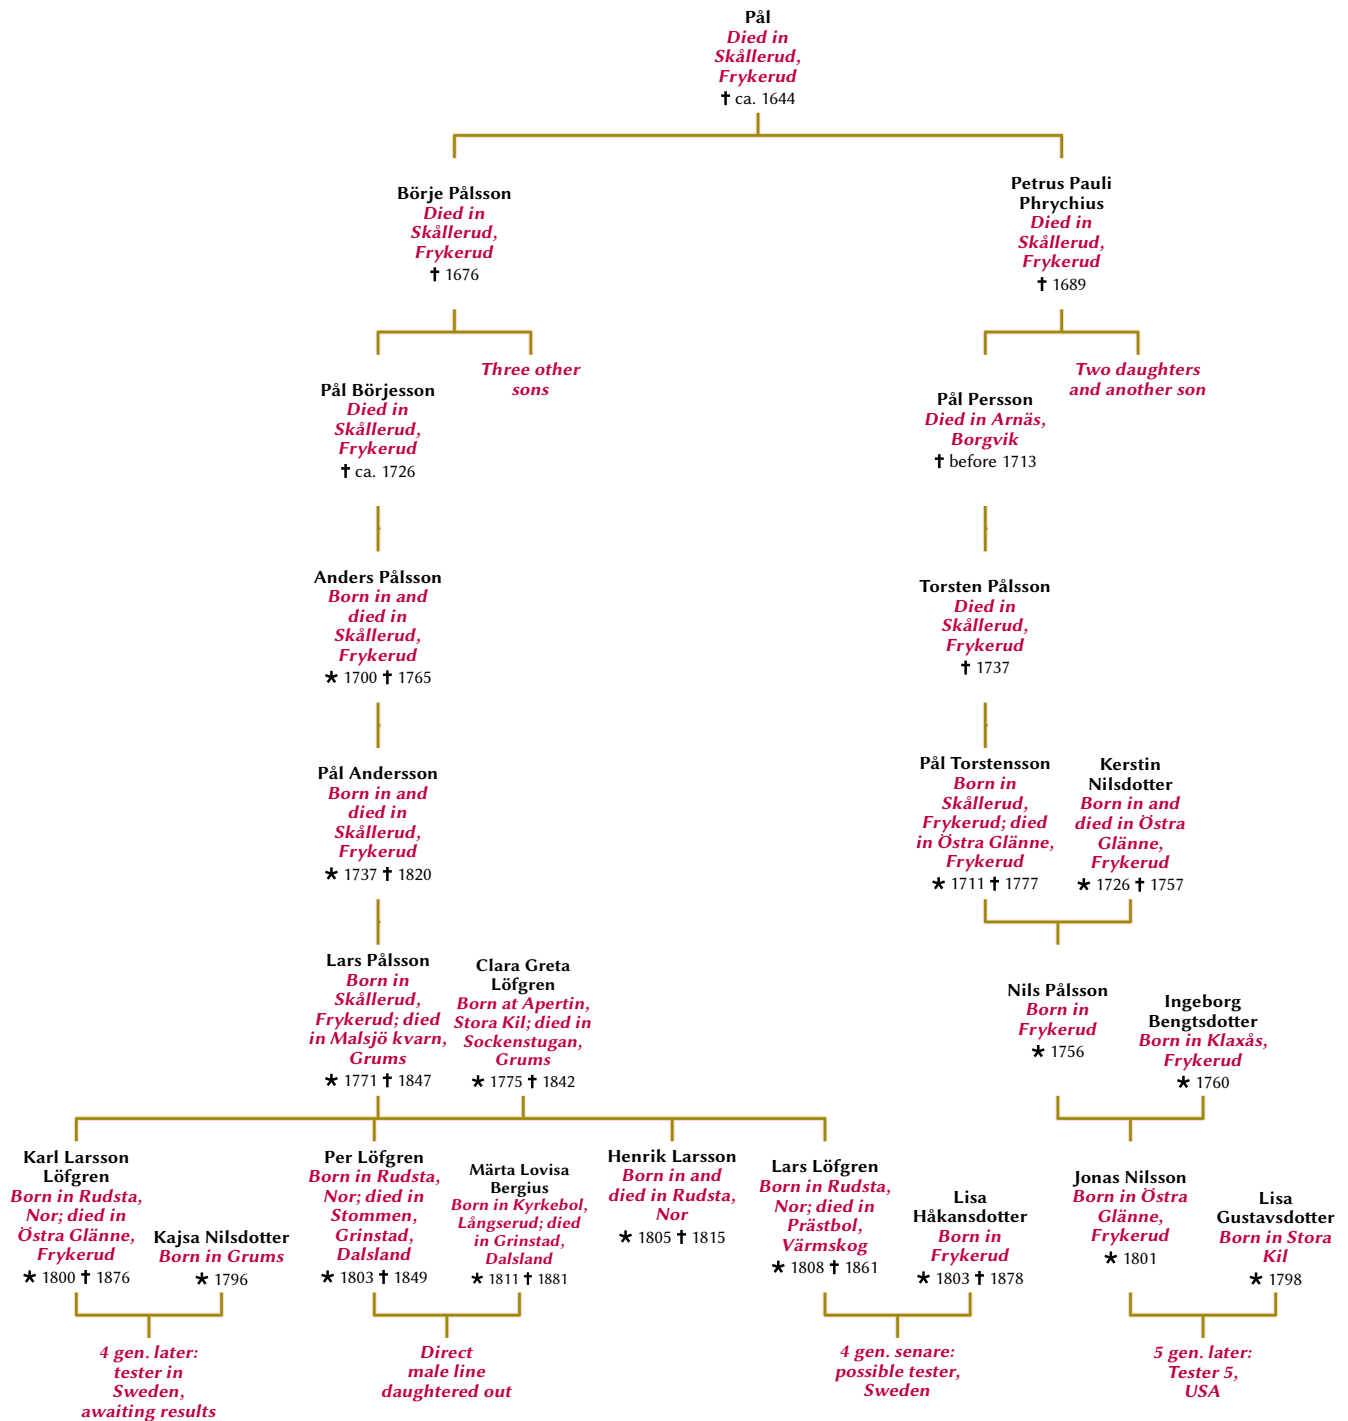 Pål
Died in
Skållerud,
Frykerud
✝ ca. 1644
Börje Pålsson
Died in
Skållerud,
Frykerud
✝ 1676
Petrus Pauli
Phrychius
Died in
Skållerud,
Frykerud
✝ 1689
Pål Börjesson
Died in
Skållerud,
Frykerud
✝ ca. 1726
Three other
sons
Pål Persson
Died in Arnäs,
Borgvik
✝ before 1713
Two daughters
and another son
Anders Pålsson
Born in and
died in
Skållerud,
Frykerud
★ 1700 ✝ 1765
Torsten Pålsson
Died in
Skållerud,
Frykerud
✝ 1737
Pål Andersson
Born in and
died in
Skållerud,
Frykerud
★ 1737 ✝ 1820
Pål Torstensson
Born in
Skållerud,
Frykerud; died
in Östra Glänne,
Frykerud
★ 1711 ✝ 1777
Kerstin
Nilsdotter
Born in and
died in Östra
Glänne,
Frykerud
★ 1726 ✝ 1757
Lars Pålsson
Born in
Skållerud,
Frykerud; died
in Malsjö kvarn,
Grums
★ 1771 ✝ 1847
Clara Greta
Löfgren
Born at Apertin,
Stora Kil; died in
Sockenstugan,
Grums
★ 1775 ✝ 1842
Nils Pålsson
Born in
Frykerud
★ 1756
Ingeborg
Bengtsdotter
Born in Klaxås,
Frykerud
★ 1760
Karl Larsson
Löfgren
Born in Rudsta,
Nor; died in
Östra Glänne,
Frykerud
★ 1800 ✝ 1876
Kajsa Nilsdotter
Born in Grums
★ 1796
Per Löfgren
Born in Rudsta,
Nor; died in
Stommen,
Grinstad,
Dalsland
★ 1803 ✝ 1849
Märta Lovisa
Bergius
Born in Kyrkebol,
Långserud; died
in Grinstad,
Dalsland
★ 1811 ✝ 1881
Henrik Larsson
Born in and
died in Rudsta,
Nor
★ 1805 ✝ 1815
Lars Löfgren
Born in Rudsta,
Nor; died in
Prästbol,
Värmskog
★ 1808 ✝ 1861
Lisa
Håkansdotter
Born in
Frykerud
★ 1803 ✝ 1878
Jonas Nilsson
Born in Östra
Glänne,
Frykerud
★ 1801
Lisa
Gustavsdotter
Born in Stora
Kil
★ 1798
4 gen. later:
tester in
Sweden,
awaiting results
Direct
male line
daughtered out
4 gen. senare:
possible tester,
Sweden
5 gen. later:
Tester 5,
USA